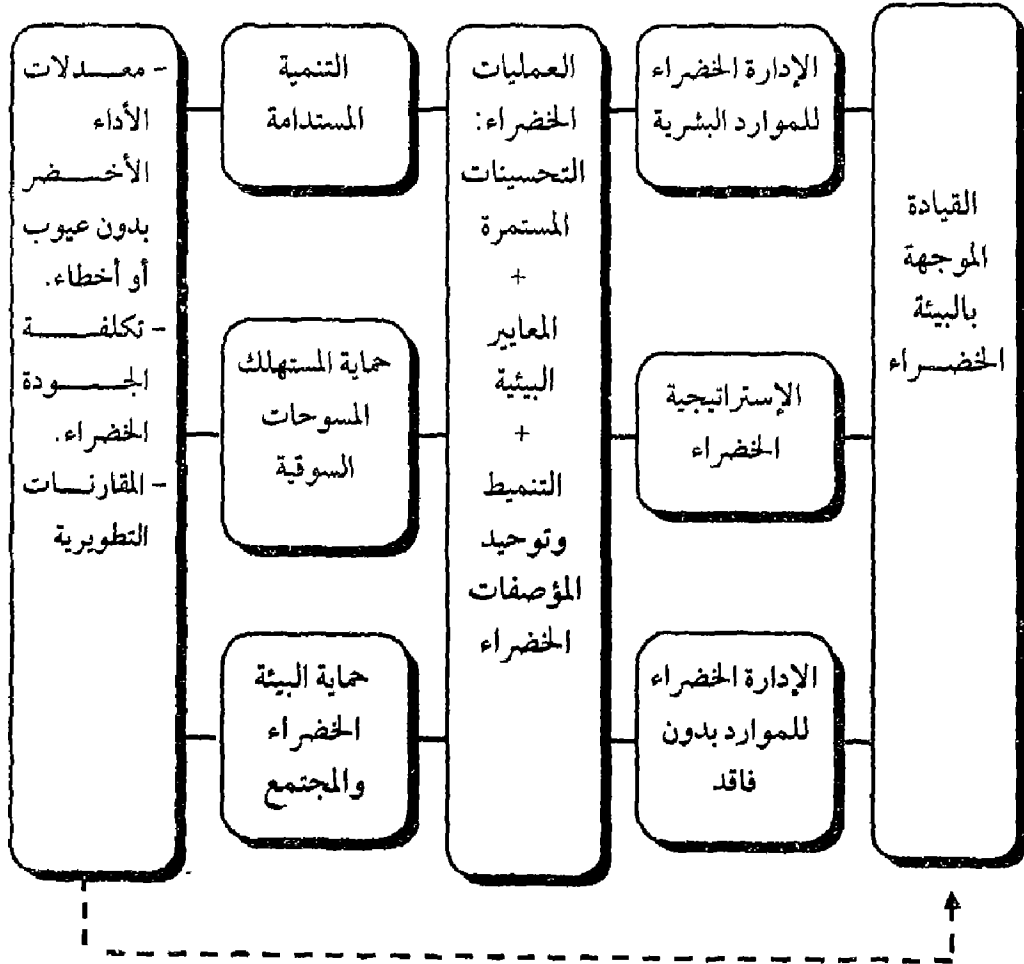 القيادة
الموجهة
بالبيئة
الخضراء
الإدارة الخضراء
للموارد البشرية
الإستراتيجية
الخضراء
الإدارة الخضراء
للموارد بدون
فاقد
العمليات
الخضراء:
التحسينات
المستمرة
+
المعايير
البيئية
+
التنميط
وتوحيد
المؤصفات
الخضراء
التنمية
المستدامة
حماية المستهلك
المسوحات
السوقية
حماية البيئة
الخضراء
والمجتمع
- معدلات
الأداء
الأخضر
بدون عيوب
أو أخطاء.
- تكلفة
الجودة
الخضراء.
- المقارنات
التطويرية